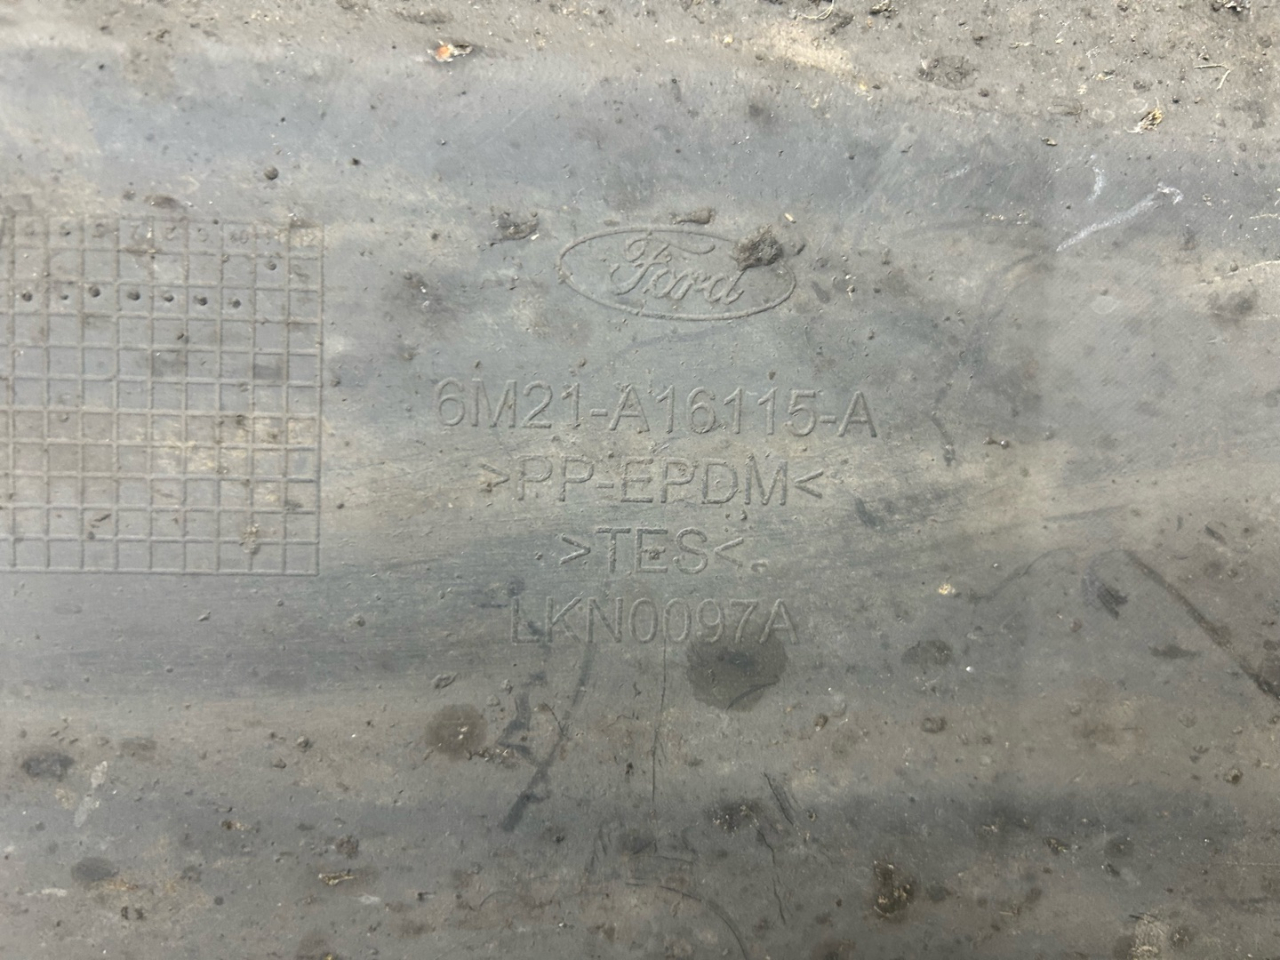 Ford
6M21-A16115-A
>PP-EPDM<
>TES<
LKN0097A